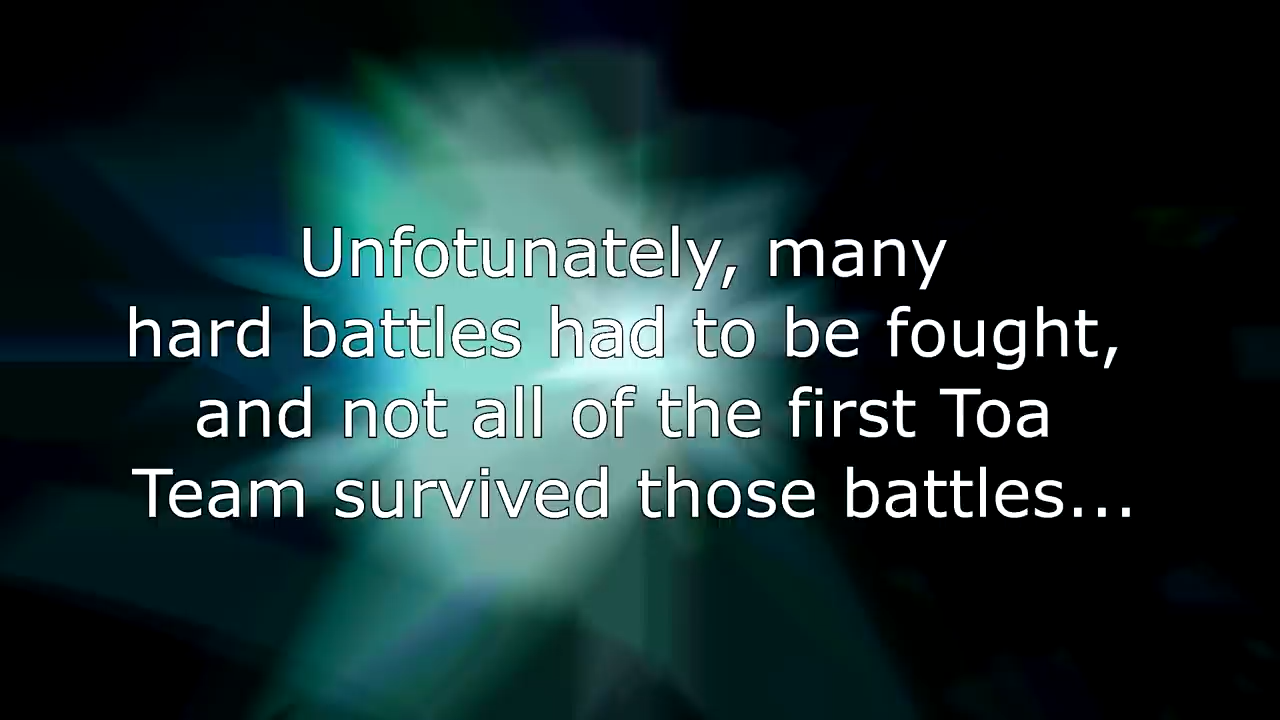 Unfotunately, many
hard battles had to be fought,
and not all of the first Toa
Team survived those battles...